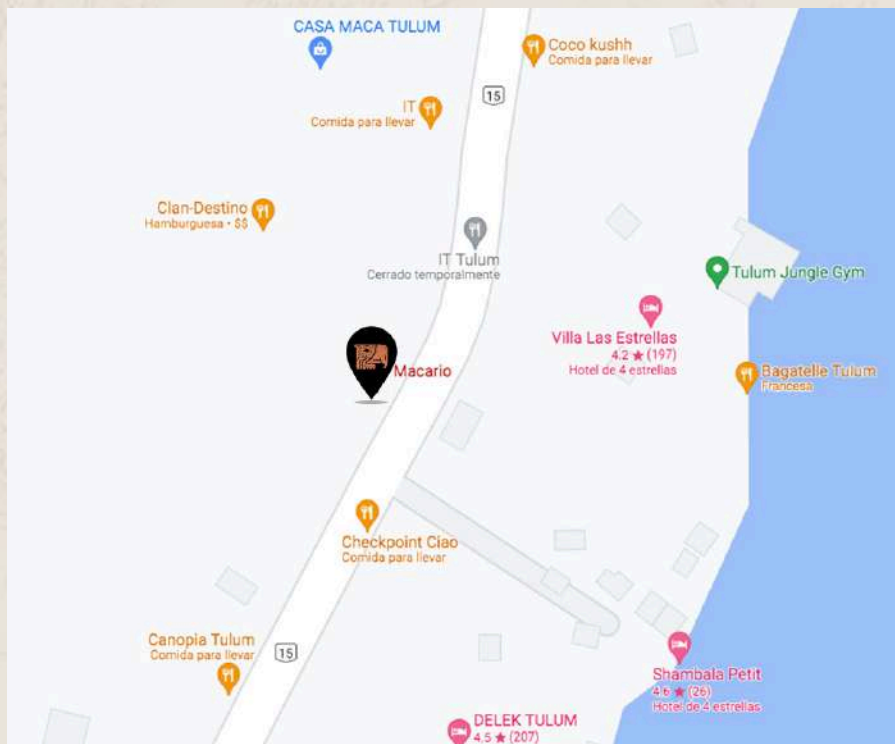 CASA MACA TULUM
Coco kushh
Comida para llevar
15
IT
Comida para llevar
Clan-Destino
Hamburguesa • $$
IT Tulum
Cerrado temporalmente
Tulum Jungle Gym
Villa Las Estrellas
4.2 ★ (197)
Hotel de 4 estrellas
Macario
Bagatelle Tulum
Francesa
Checkpoint Ciao
Comida para llevar
Canopia Tulum
Comida para llevar
15
Shambala Petit
4.6 ★ (26)
Hotel de 4 estrellas
DELEK TULUM
4.5 ★ (207)